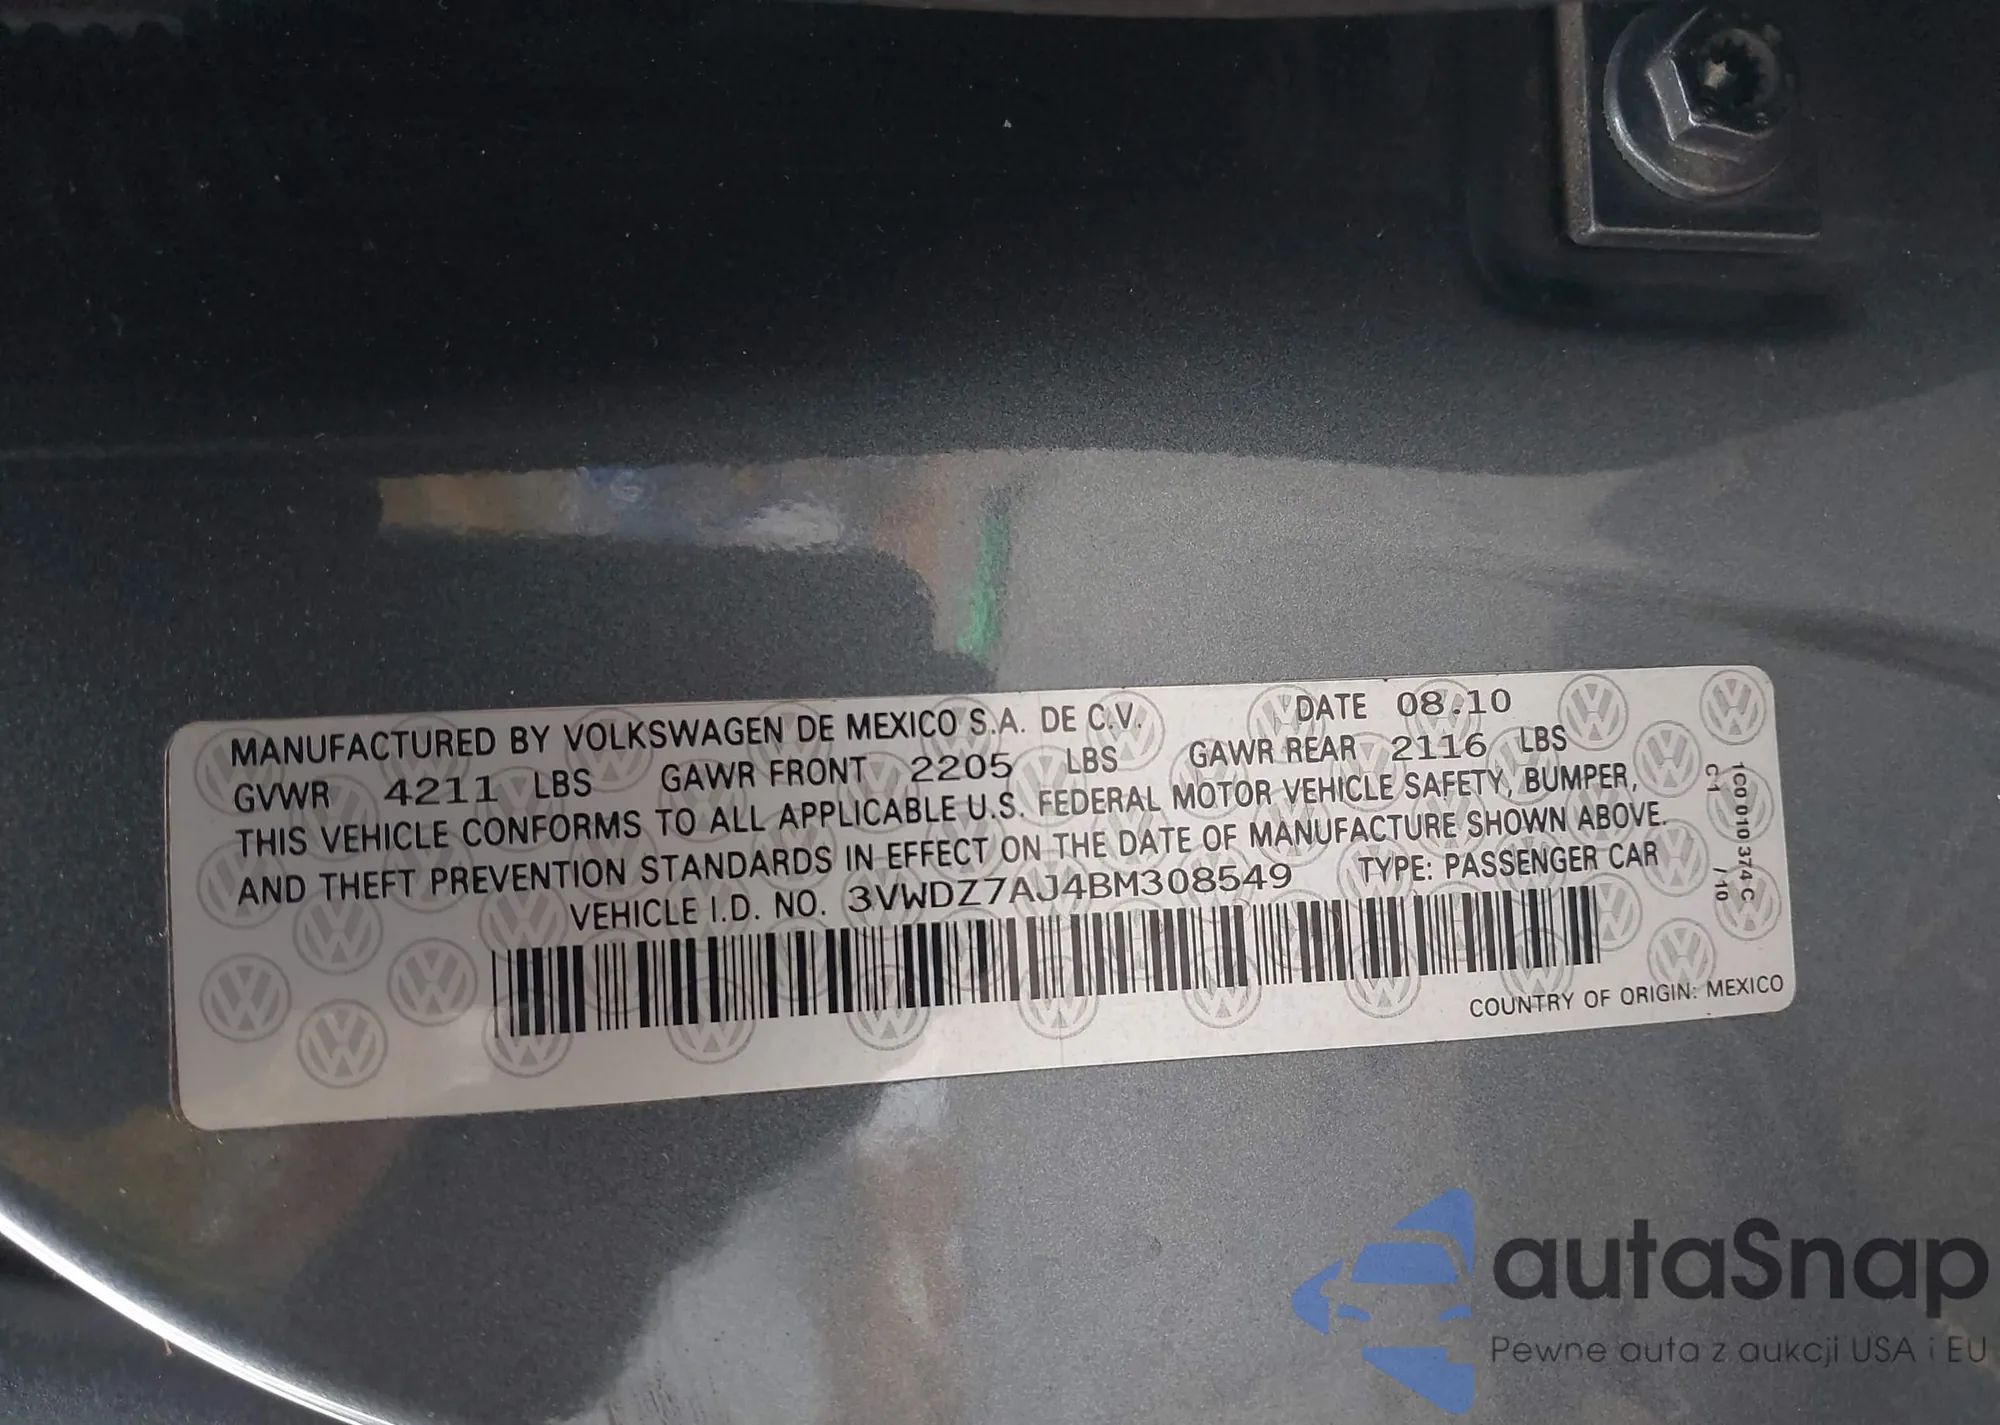 MANUFACTURED BY VOLKSWAGEN DE MEXICO S.A. DE C.V. DATE 08.10
GVWR 4211 LBS GAWR FRONT 2205 LBS GAWR REAR 2116 LBS
THIS VEHICLE CONFORMS TO ALL APPLICABLE U.S. FEDERAL MOTOR VEHICLE SAFETY, BUMPER,
AND THEFT PREVENTION STANDARDS IN EFFECT ON THE DATE OF MANUFACTURE SHOWN ABOVE.
VEHICLE I.D. NO. 3VWDZ7AJ4BM308549 TYPE: PASSENGER CAR
COUNTRY OF ORIGIN: MEXICO
1C0 010 374 C
C1 /10
autaSnap
Pewne auta z aukcji USA i EU